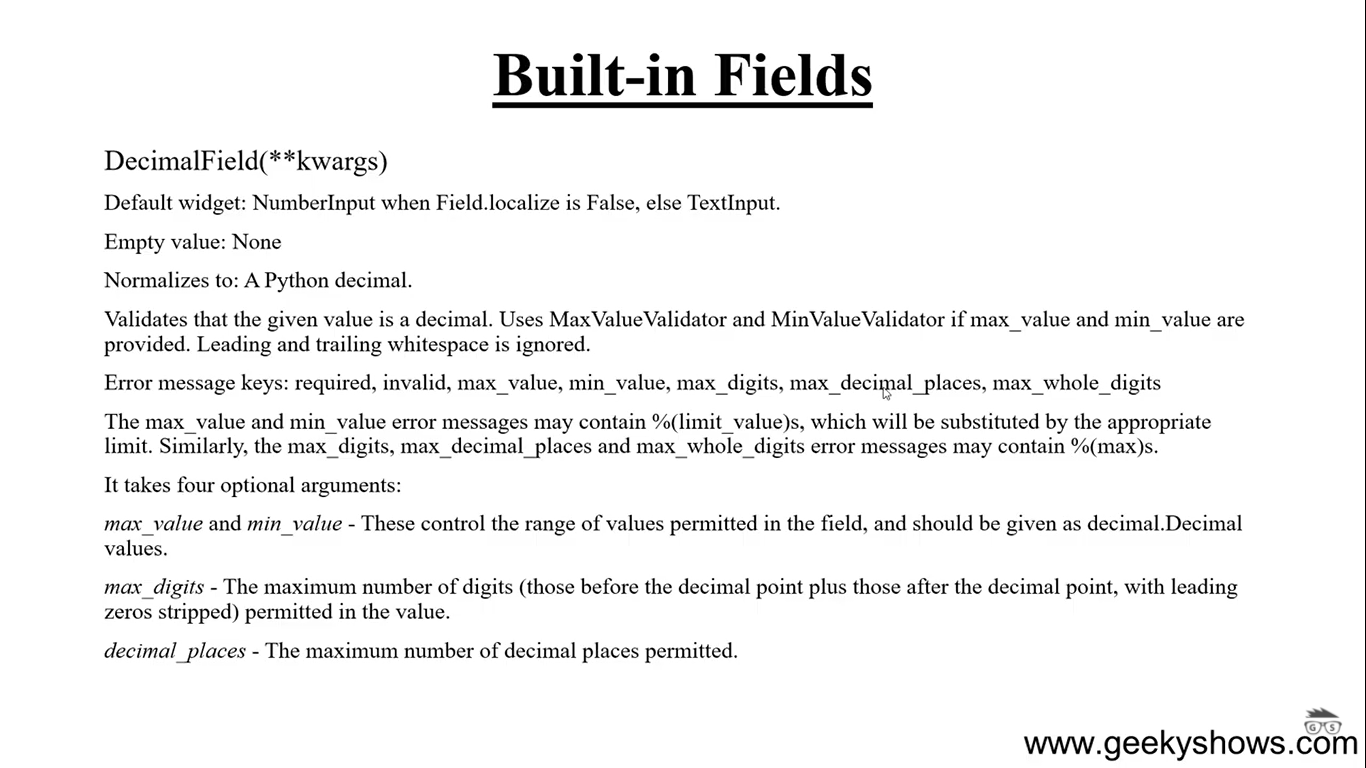 Built-in Fields
DecimalField(**kwargs)
Default widget: NumberInput when Field.localize is False, else TextInput.
Empty value: None
Normalizes to: A Python decimal.
Validates that the given value is a decimal. Uses MaxValueValidator and MinValueValidator if max_value and min_value are
provided. Leading and trailing whitespace is ignored.
Error message keys: required, invalid, max_value, min_value, max_digits, max_decimal_places, max_whole_digits
The max_value and min_value error messages may contain %(limit_value)s, which will be substituted by the appropriate
limit. Similarly, the max_digits, max_decimal_places and max_whole_digits error messages may contain %(max)s.
It takes four optional arguments:
max_value and min_value - These control the range of values permitted in the field, and should be given as decimal.Decimal
values.
max_digits - The maximum number of digits (those before the decimal point plus those after the decimal point, with leading
zeros stripped) permitted in the value.
decimal_places - The maximum number of decimal places permitted.
GS
www.geekyshows.com